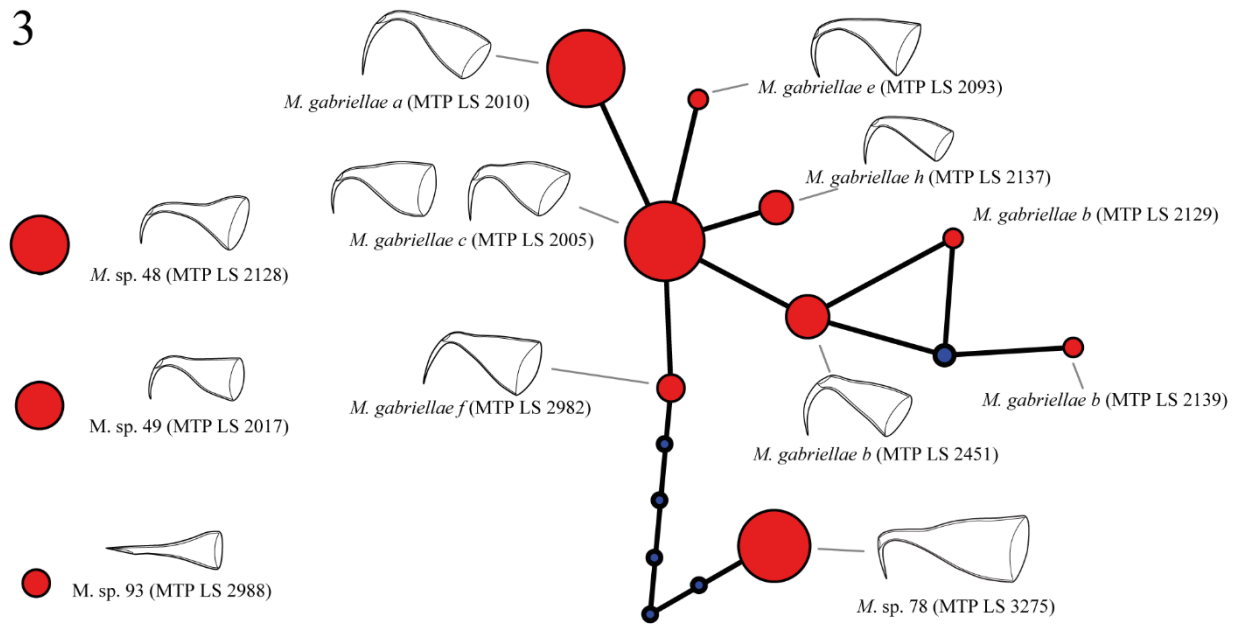 3
M. gabriellae a (MTP LS 2010)
M. gabriellae e (MTP LS 2093)
M. gabriellae h (MTP LS 2137)
M. gabriellae b (MTP LS 2129)
M. gabriellae c (MTP LS 2005)
M. sp. 48 (MTP LS 2128)
M. gabriellae f (MTP LS 2982)
M. gabriellae b (MTP LS 2139)
M. sp. 49 (MTP LS 2017)
M. gabriellae b (MTP LS 2451)
M. sp. 93 (MTP LS 2988)
M. sp. 78 (MTP LS 3275)